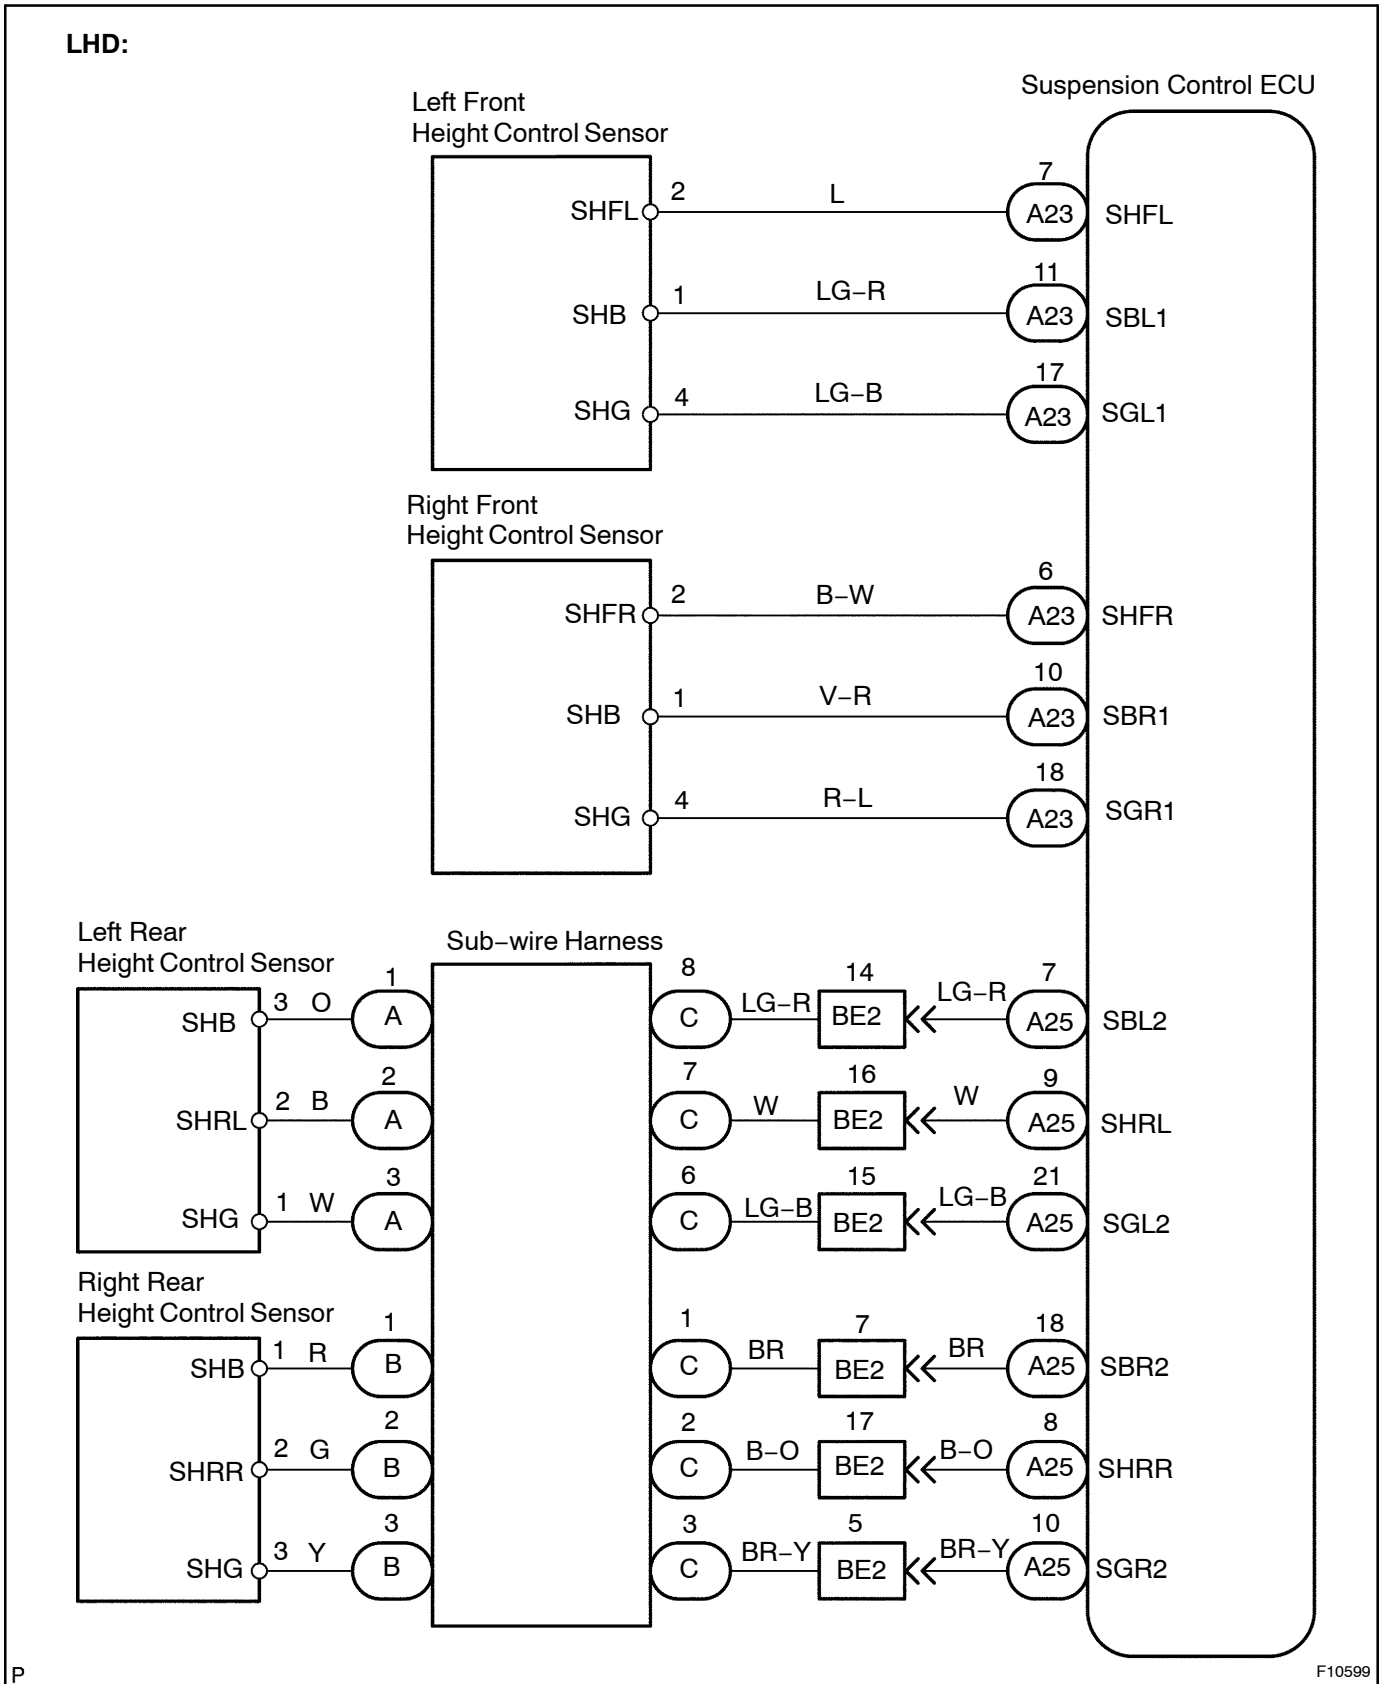 LHD:
Suspension Control ECU
Left Front
Height Control Sensor
SHFL 2 L 7 A23 SHFL
SHB 1 LG−R 11 A23 SBL1
SHG 4 LG−B 17 A23 SGL1
Right Front
Height Control Sensor
SHFR 2 B−W 6 A23 SHFR
SHB 1 V−R 10 A23 SBR1
SHG 4 R−L 18 A23 SGR1
Left Rear
Height Control Sensor
Sub−wire Harness
SHB 3 O 1 A 8 C LG−R 14 BE2 LG−R 7 A25 SBL2
SHRL 2 B 2 A 7 C W 16 BE2 W 9 A25 SHRL
SHG 1 W 3 A 6 C LG−B 15 BE2 LG−B 21 A25 SGL2
Right Rear
Height Control Sensor
SHB 1 R 1 B 1 C BR 7 BE2 BR 18 A25 SBR2
SHRR 2 G 2 B 2 C B−O 17 BE2 B−O 8 A25 SHRR
SHG 3 Y 3 B 3 C BR−Y 5 BE2 BR−Y 10 A25 SGR2
P
F10599